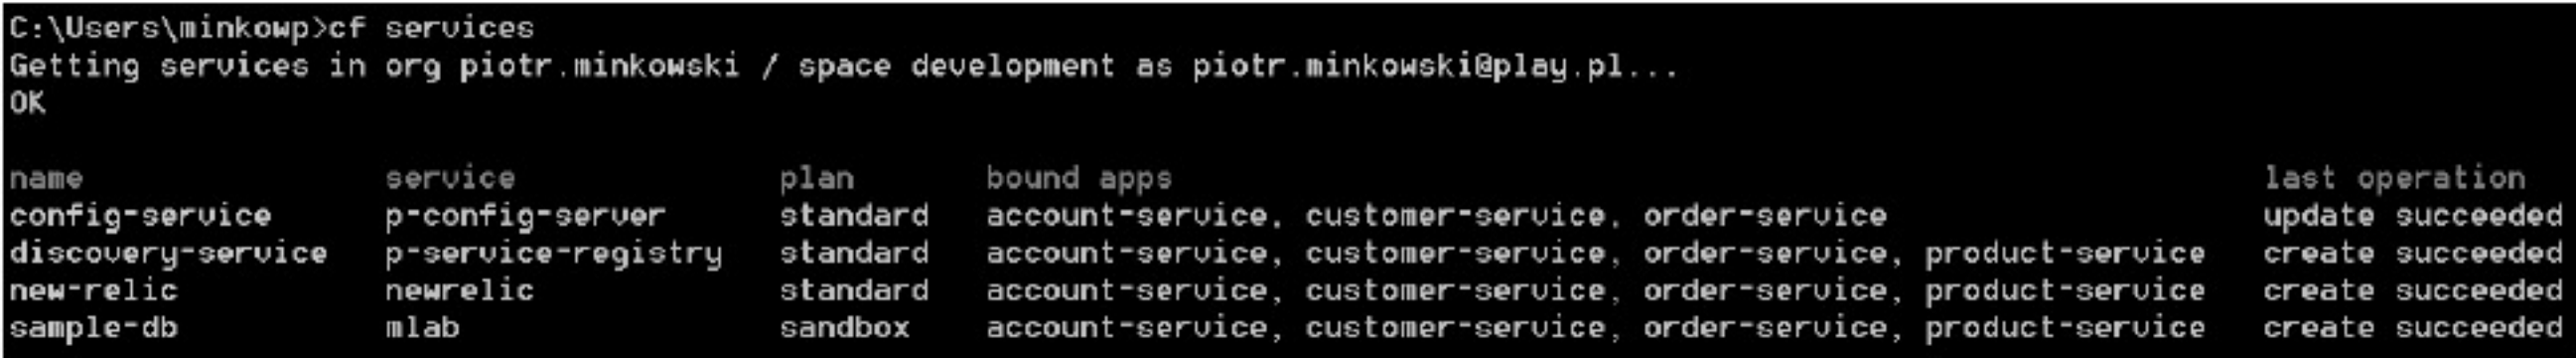 C:\Users\minkowp>cf services
Getting services in org piotr.minkowski / space development as piotr.minkowski@play.pl...
OK
name service plan bound apps last operation
config-service p-config-server standard account-service, customer-service, order-service update succeeded
discovery-service p-service-registry standard account-service, customer-service, order-service, product-service create succeeded
new-relic newrelic standard account-service, customer-service, order-service, product-service create succeeded
sample-db mlab sandbox account-service, customer-service, order-service, product-service create succeeded